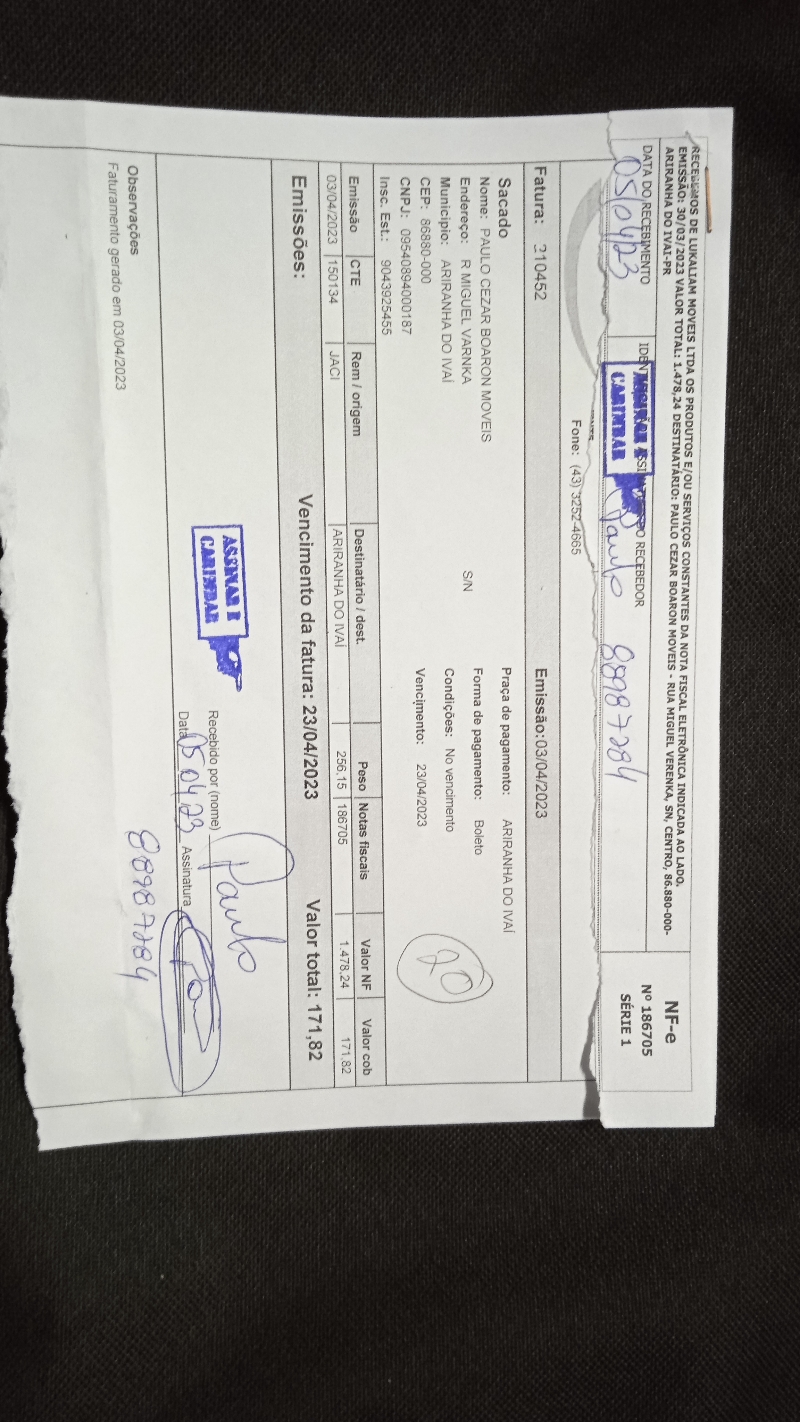 RECEBEMOS DE LUKALIAM MOVEIS LTDA OS PRODUTOS E/OU SERVIÇOS CONSTANTES DA NOTA FISCAL ELETRÔNICA INDICADA AO LADO.
EMISSÃO: 30/03/2023 VALOR TOTAL: 1.478,24 DESTINATÁRIO: PAULO CEZAR BOARON MOVEIS - RUA MIGUEL VERENKA, SN, CENTRO, 86.880-000-
ARIRANHA DO IVAI-PR
NF-e
Nº 186705
SÉRIE 1
DATA DO RECEBIMENTO
05/04/23
RECEBEDOR
CARIMBAR
Paulo 88987284
Fone: (43) 3252-4665
Fatura: 210452 Emissão:03/04/2023
Sacado
Nome: PAULO CEZAR BOARON MOVEIS
Endereço: R MIGUEL VARNKA S/N
Municipio: ARIRANHA DO IVAÍ
CEP: 86880-000
CNPJ: 09540894000187
Insc. Est.: 9043925455
Praça de pagamento: ARIRANHA DO IVAÍ
Forma de pagamento: Boleto
Condições: No vencimento
Vencimento: 23/04/2023
20
Emissão CTE Rem / origem Destinatário / dest. Peso Notas fiscais Valor NF Valor cob
03/04/2023 150134 JACI ARIRANHA DO IVAÍ 256,15 186705 1.478,24 171,82
Emissões: Vencimento da fatura: 23/04/2023 Valor total: 171,82
ASSINAR E
CARIMBAR
Recebido por (nome) Paulo
Data 05 04/23 Assinatura
88987284
Observações
Faturamento gerado em 03/04/2023